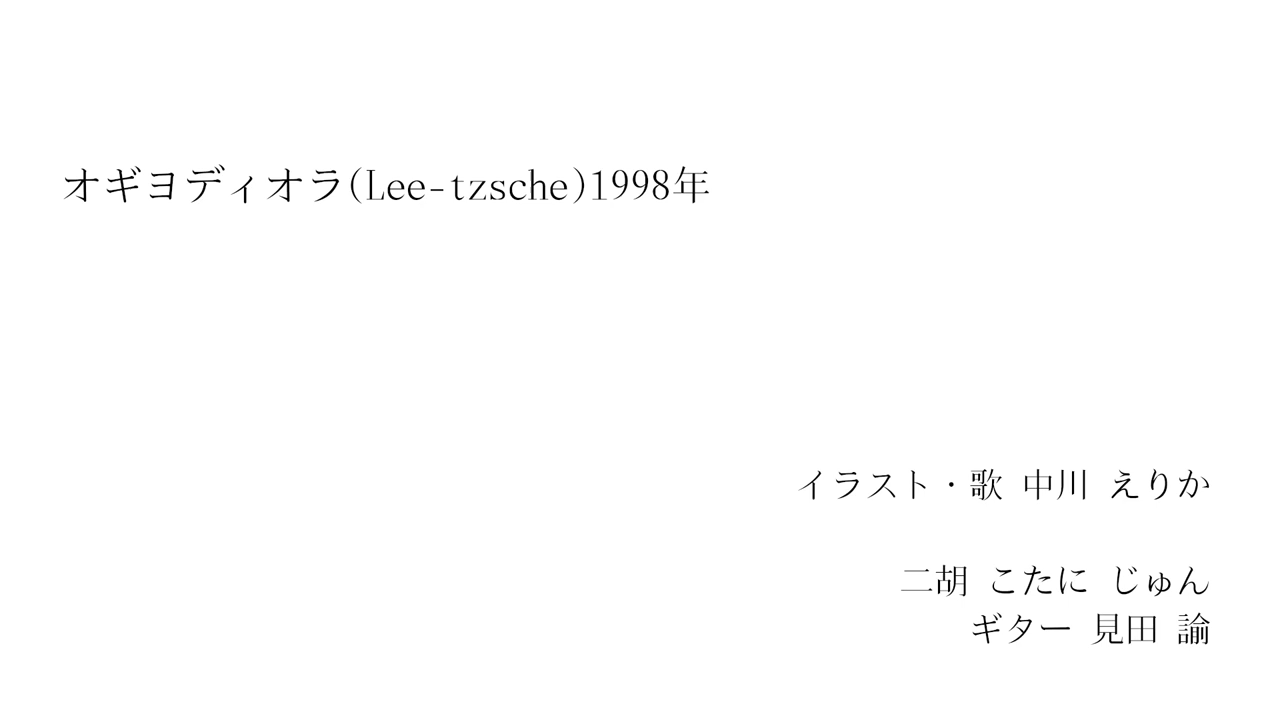 オギヨディオラ(Lee-tzsche)1998年
イラスト・歌 中川 えりか
二胡 こたに じゅん
ギター 見田 諭